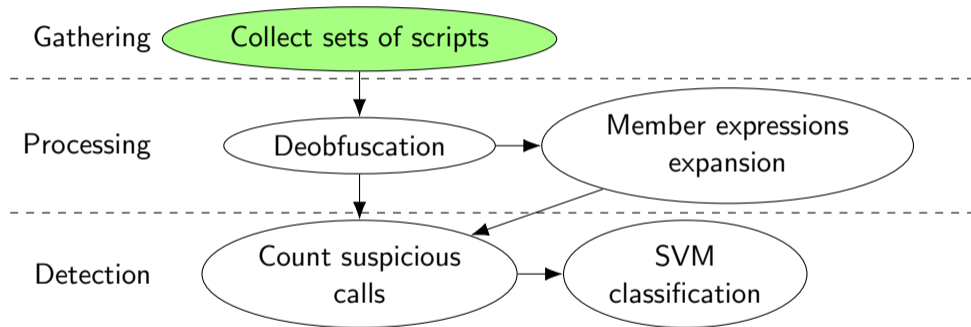 Gathering
Collect sets of scripts
Processing
Deobfuscation
Member expressions
expansion
Detection
Count suspicious
calls
SVM
classification